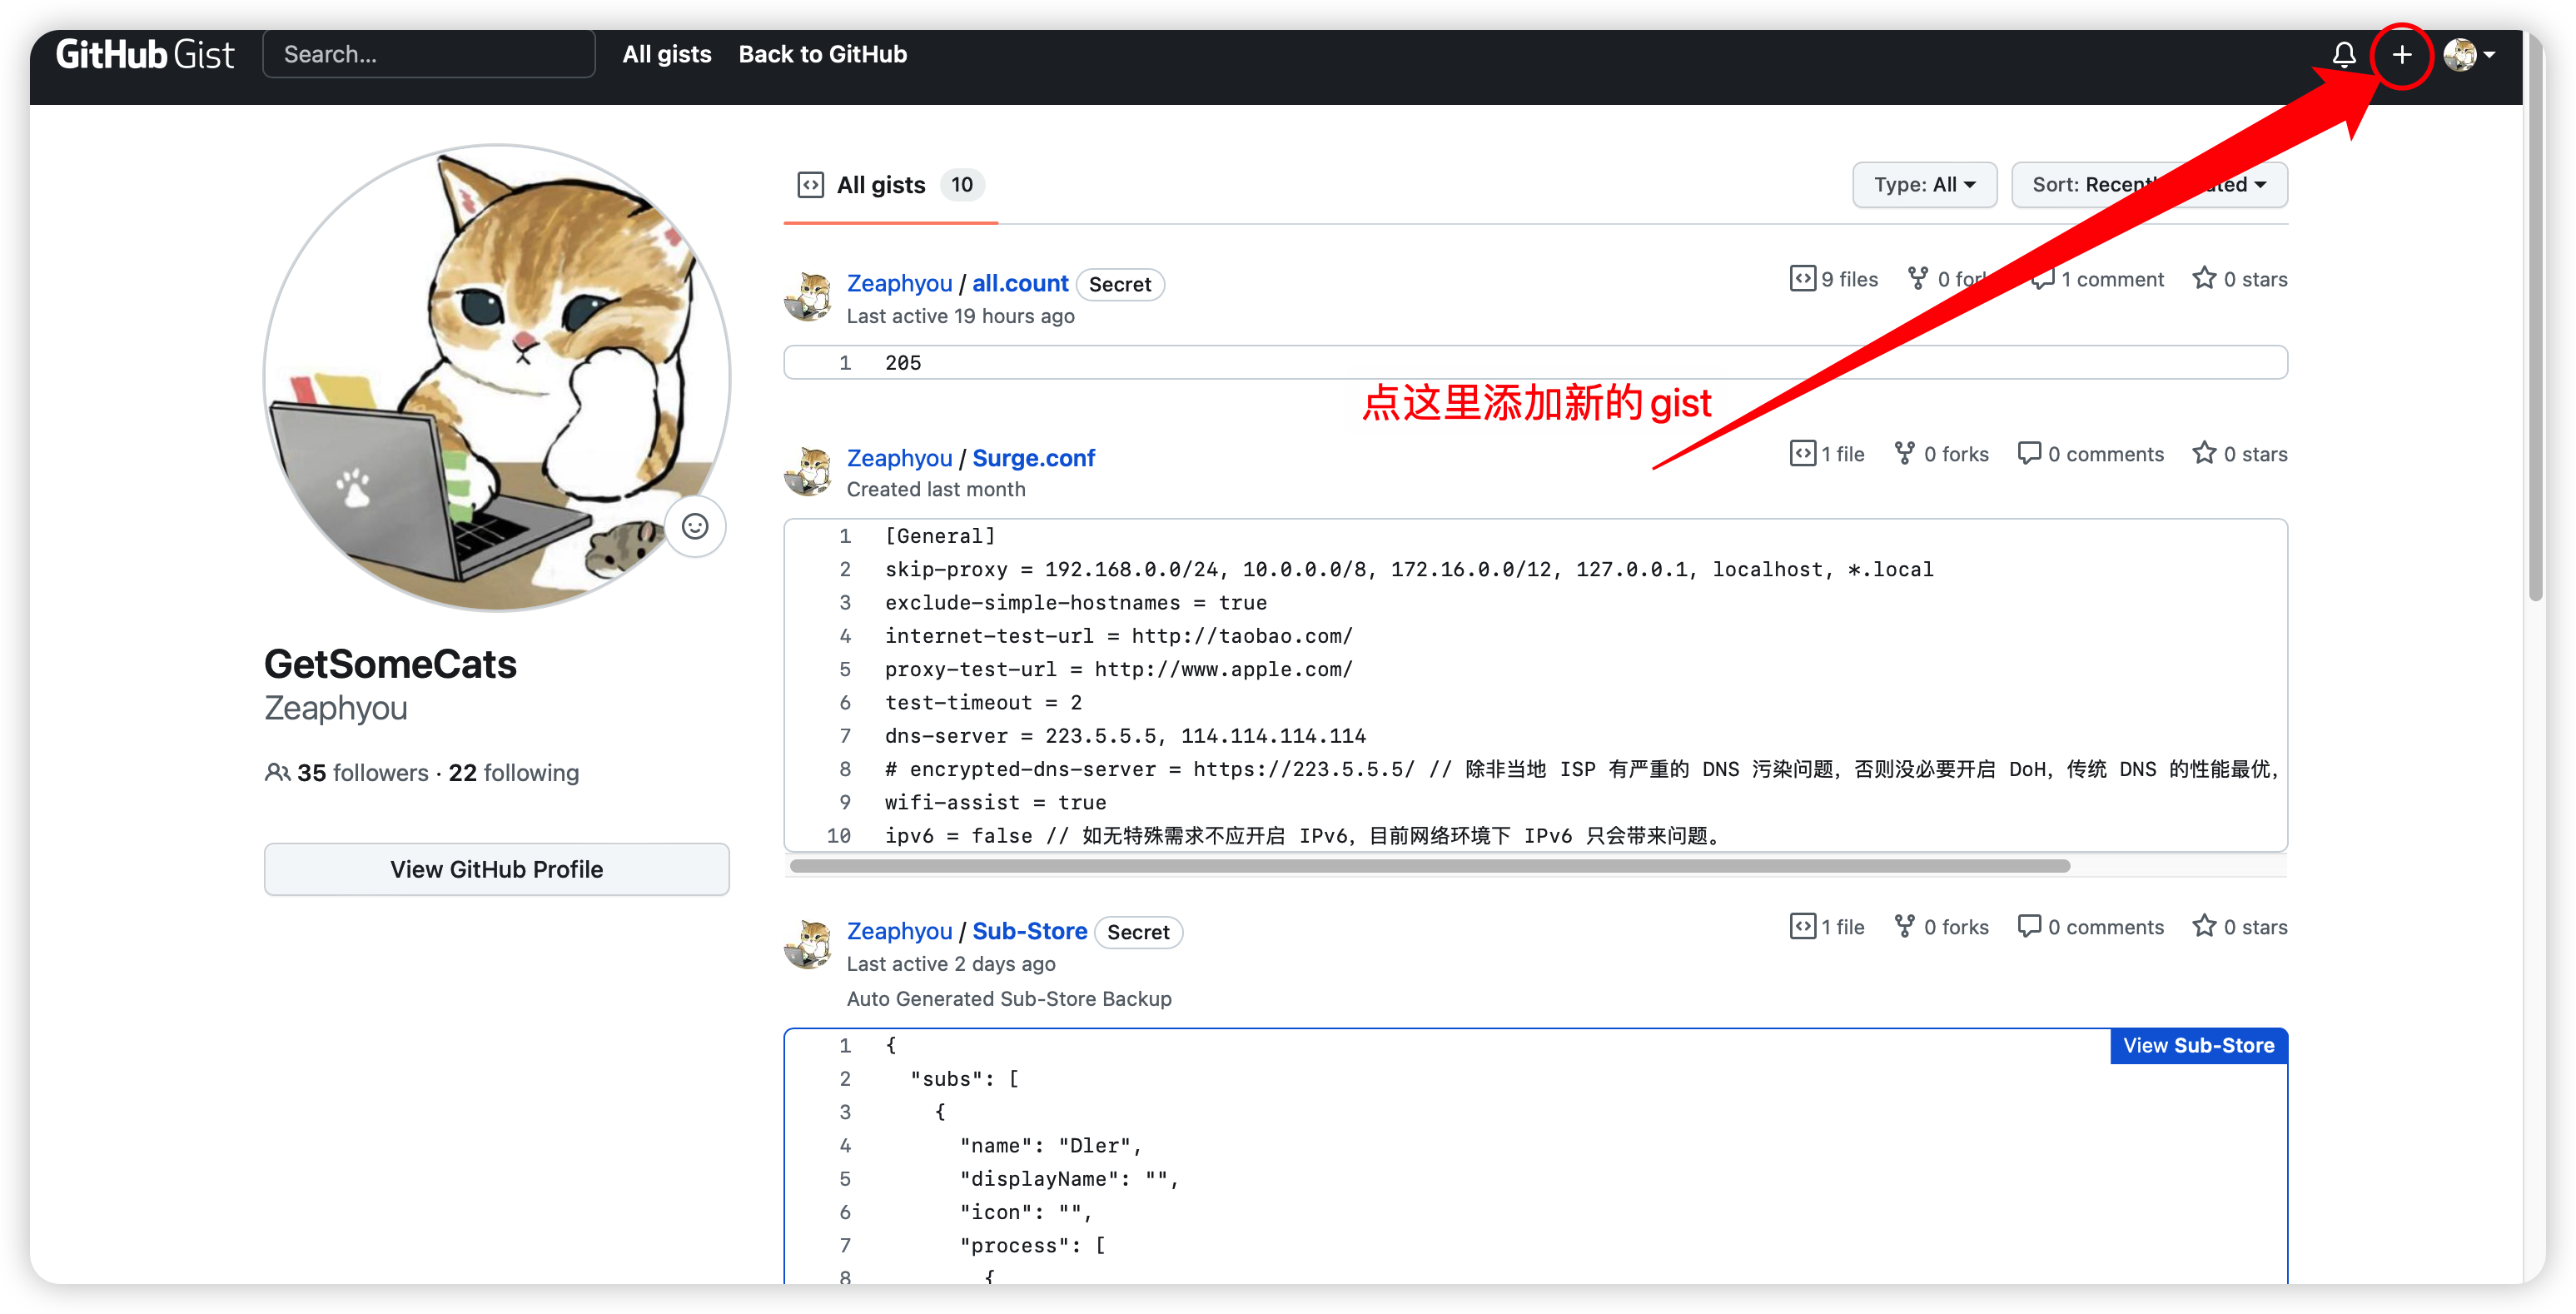 GitHub Gist Search... All gists Back to GitHub
All gists 10 Type: All Sort:
Zeaphyou / all.count Secret 9 files 0 1 comment 0 stars
Last active 19 hours ago
1 205
点这里添加新的gist
Zeaphyou / Surge.conf 1 file 0 forks 0 comments 0 stars
Created last month
1 [General]
2 skip-proxy = 192.168.0.0/24, 10.0.0.0/8, 172.16.0.0/12, 127.0.0.1, localhost, *.local
3 exclude-simple-hostnames = true
4 internet-test-url = http://taobao.com/
5 proxy-test-url = http://www.apple.com/
6 test-timeout = 2
7 dns-server = 223.5.5.5, 114.114.114.114
8 # encrypted-dns-server = https://223.5.5.5/ // 除非当地 ISP 有严重的 DNS 污染问题，否则没必要开启 DoH，传统 DNS 的性能最优，
9 wifi-assist = true
10 ipv6 = false // 如无特殊需求不应开启 IPv6，目前网络环境下 IPv6 只会带来问题。
GetSomeCats
Zeaphyou
35 followers · 22 following
View GitHub Profile
Zeaphyou / Sub-Store Secret 1 file 0 forks 0 comments 0 stars
Last active 2 days ago
Auto Generated Sub-Store Backup
View Sub-Store
1 {
2 "subs": [
3 {
4 "name": "Dler",
5 "displayName": "",
6 "icon": "",
7 "process": [
8 {